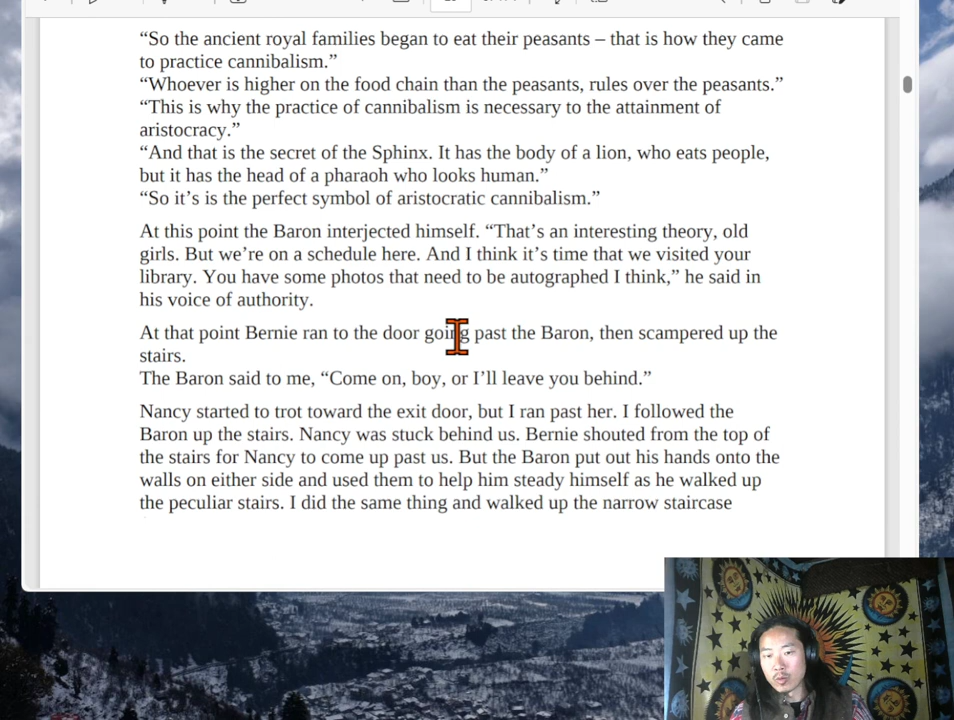 “So the ancient royal families began to eat their peasants – that is how they came
to practice cannibalism.”
“Whoever is higher on the food chain than the peasants, rules over the peasants.”
“This is why the practice of cannibalism is necessary to the attainment of
aristocracy.”
“And that is the secret of the Sphinx. It has the body of a lion, who eats people,
but it has the head of a pharaoh who looks human.”
“So it’s is the perfect symbol of aristocratic cannibalism.”
At this point the Baron interjected himself. “That’s an interesting theory, old
girls. But we’re on a schedule here. And I think it’s time that we visited your
library. You have some photos that need to be autographed I think,” he said in
his voice of authority.
At that point Bernie ran to the door going past the Baron, then scampered up the
stairs.
The Baron said to me, “Come on, boy, or I’ll leave you behind.”
Nancy started to trot toward the exit door, but I ran past her. I followed the
Baron up the stairs. Nancy was stuck behind us. Bernie shouted from the top of
the stairs for Nancy to come up past us. But the Baron put out his hands onto the
walls on either side and used them to help him steady himself as he walked up
the peculiar stairs. I did the same thing and walked up the narrow staircase